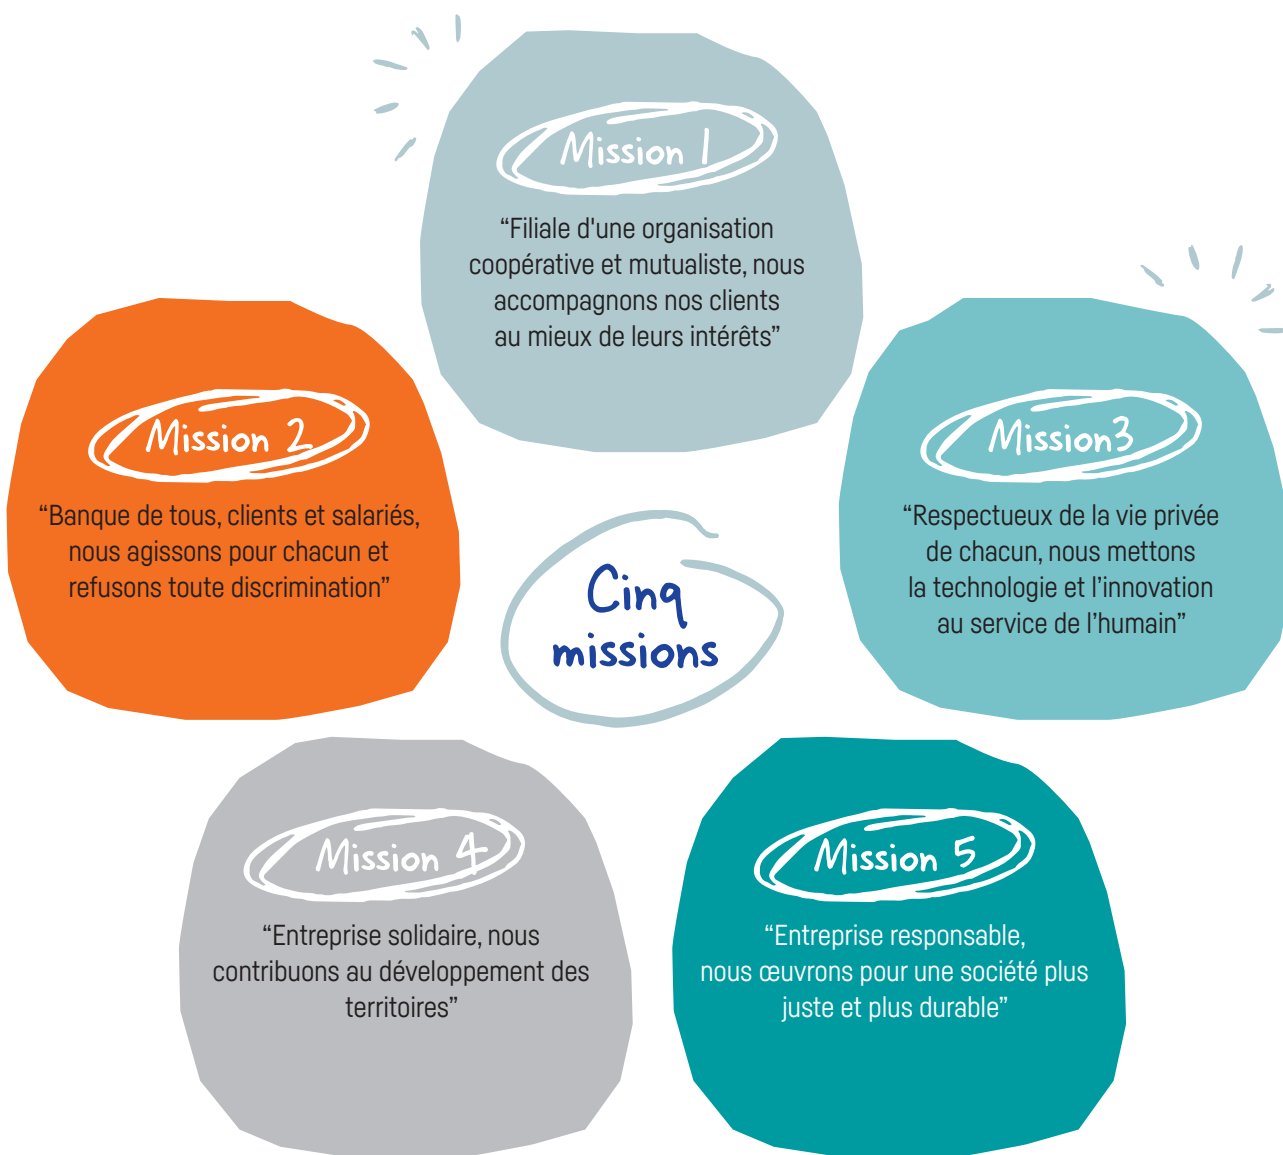 Mission 1
“Filiale d'une organisation
coopérative et mutualiste, nous
accompagnons nos clients
au mieux de leurs intérêts”
Mission 2
“Banque de tous, clients et salariés,
nous agissons pour chacun et
refusons toute discrimination”
Mission3
“Respectueux de la vie privée
de chacun, nous mettons
la technologie et l’innovation
au service de l’humain”
Cinq
missions
Mission 4
“Entreprise solidaire, nous
contribuons au développement des
territoires”
Mission 5
“Entreprise responsable,
nous œuvrons pour une société plus
juste et plus durable”